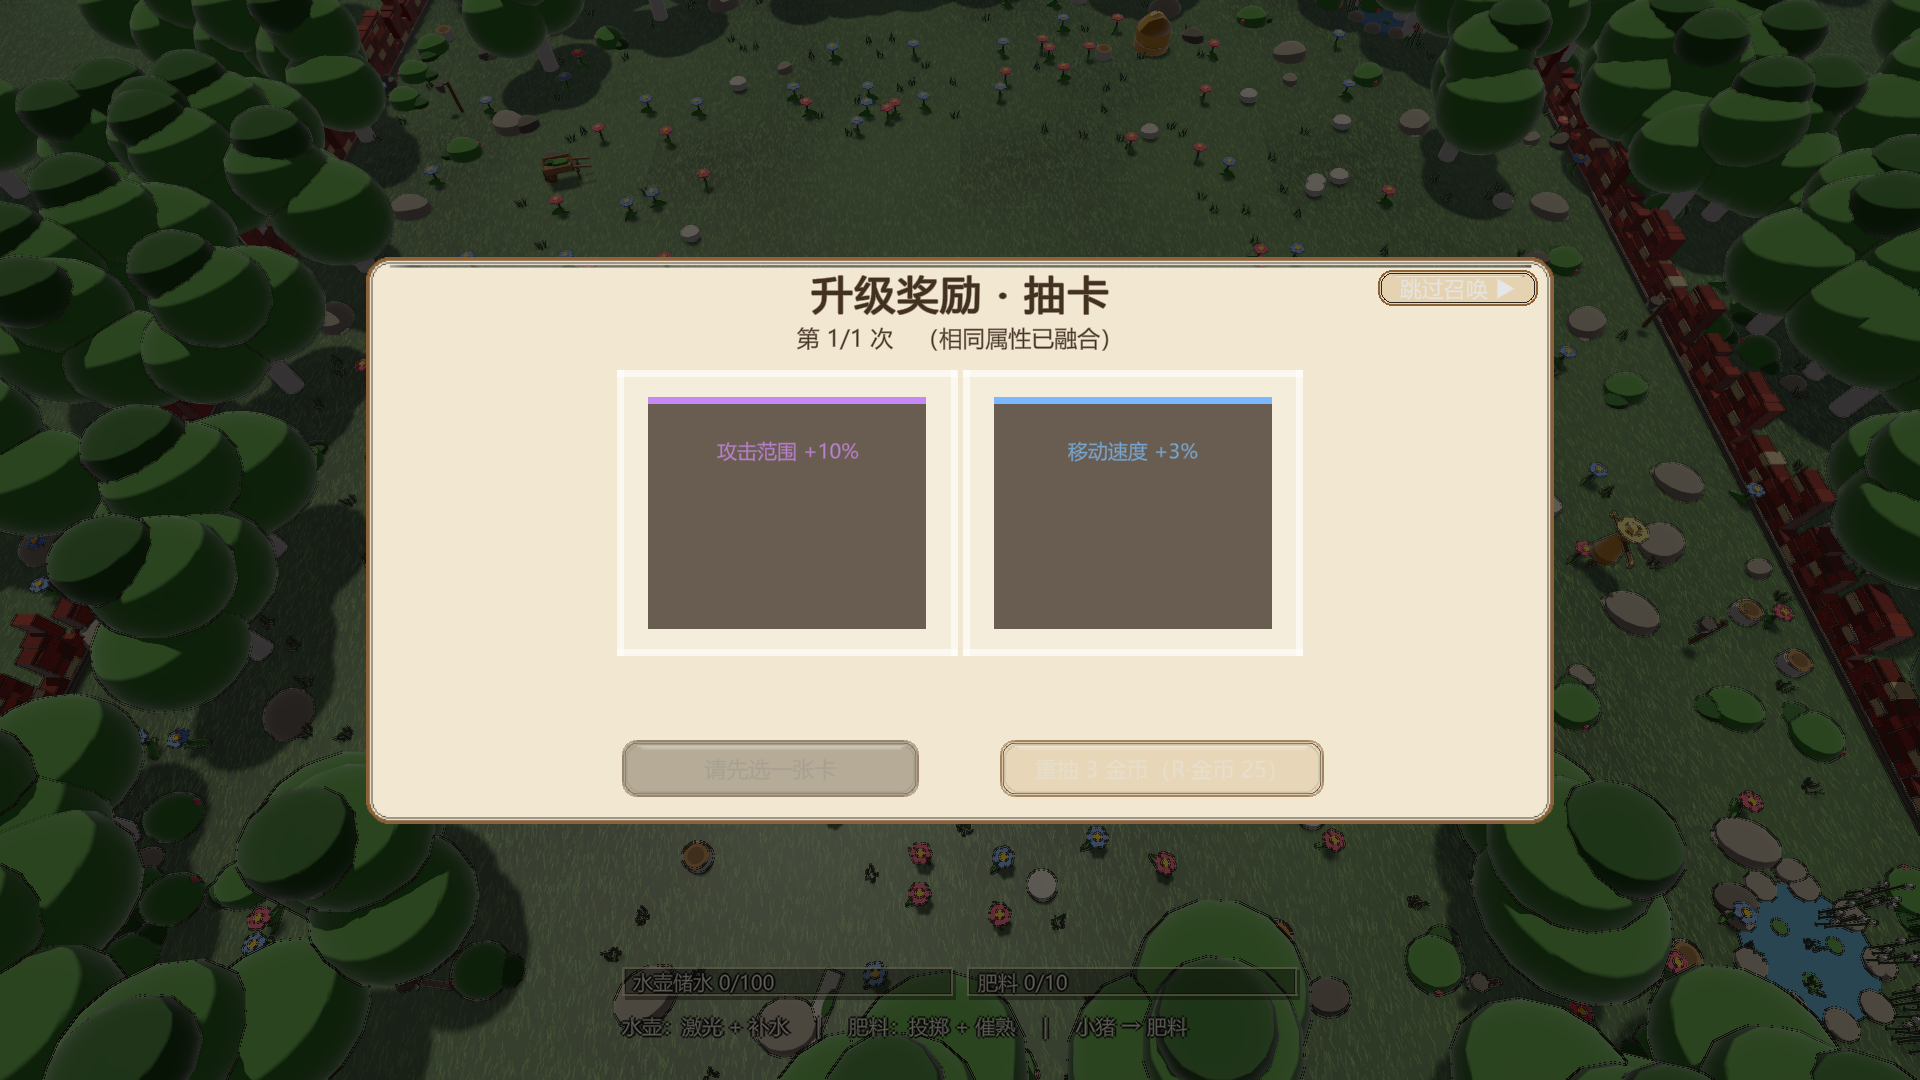 升级奖励 · 抽卡
跳过召唤 ▶
第 1/1 次 （相同属性已融合）
攻击范围 +10%
移动速度 +3%
请先选一张卡
重抽 3 金币（R·金币 25）
水壶储水 0/100
肥料 0/10
水壶：激光 + 补水 | 肥料：投掷 + 催熟 | 小猪 → 肥料